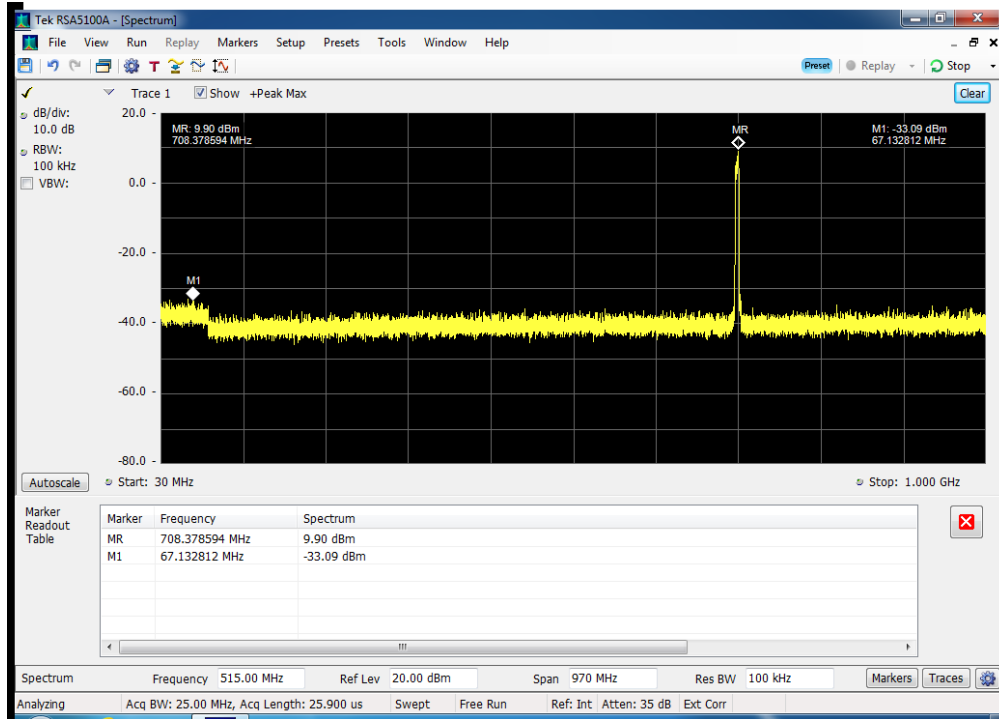 Tek RSA5100A - [Spectrum]
File View Run Replay Markers Setup Presets Tools Window Help
T Preset Replay Stop
Trace 1 Show +Peak Max Clear
dB/div:
10.0 dB
RBW:
100 kHz
VBW:
20.0
0.0
-20.0
-40.0
-60.0
-80.0
MR: 9.90 dBm
708.378594 MHz
MR
M1: -33.09 dBm
67.132812 MHz
M1
Autoscale Start: 30 MHz Stop: 1.000 GHz
Marker
Readout
Table
Marker Frequency Spectrum
MR 708.378594 MHz 9.90 dBm
M1 67.132812 MHz -33.09 dBm
Spectrum Frequency 515.00 MHz Ref Lev 20.00 dBm Span 970 MHz Res BW 100 kHz Markers Traces
Analyzing Acq BW: 25.00 MHz, Acq Length: 25.900 us Swept Free Run Ref: Int Atten: 35 dB Ext Corr